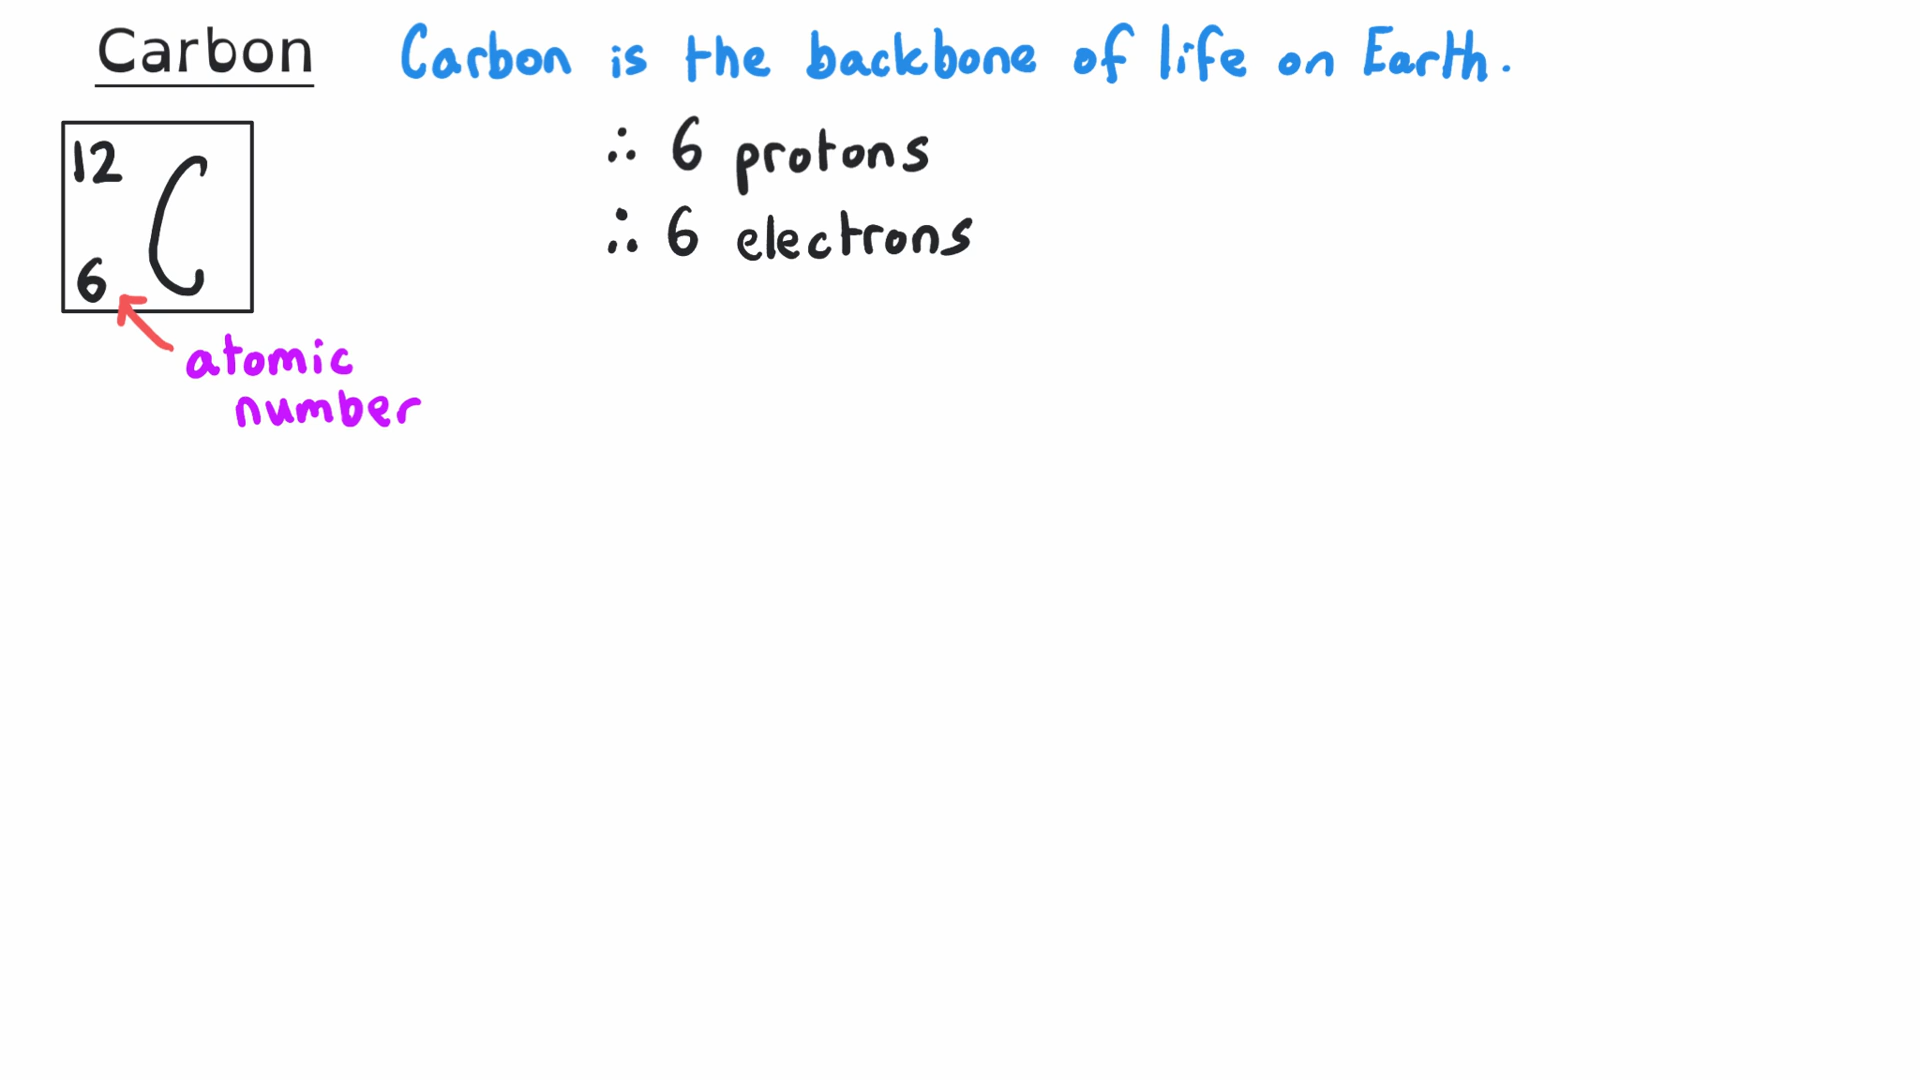 Carbon Carbon is the backbone of life on Earth.
12 C
6
∴ 6 protons
∴ 6 electrons
atomic
number